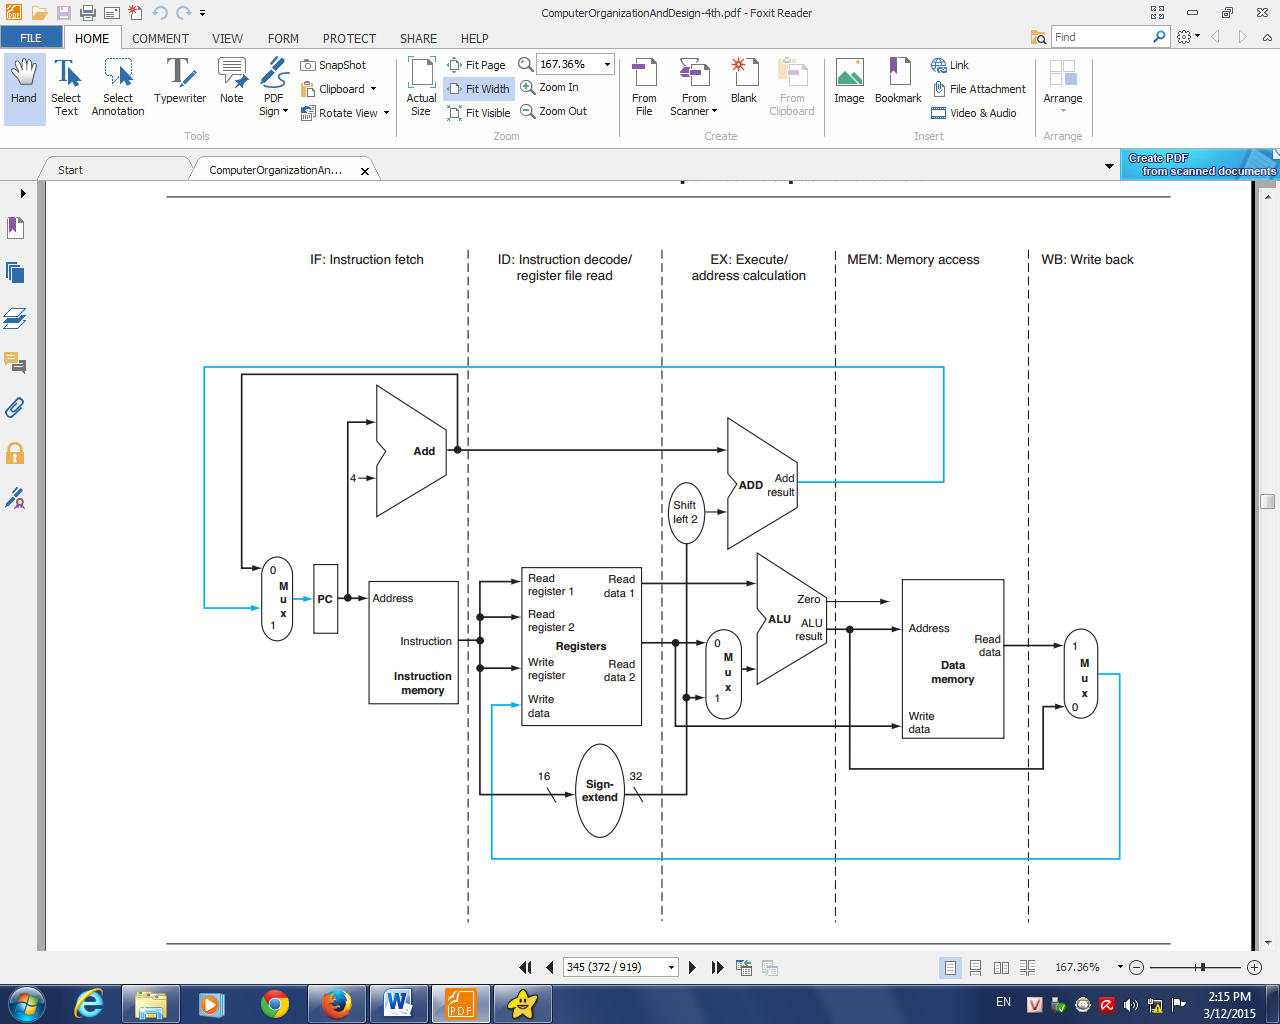 ComputerOrganizationAndDesign-4th.pdf - Foxit Reader
FILE HOME COMMENT VIEW FORM PROTECT SHARE HELP
Find
Hand
Select Text
Select Annotation
Typewriter
Note
PDF Sign
SnapShot
Clipboard
Rotate View
Tools
Actual Size
Fit Page
Fit Width
Fit Visible
167.36%
Zoom In
Zoom Out
Zoom
From File
From Scanner
Blank
From Clipboard
Create
Image
Bookmark
Link
File Attachment
Video & Audio
Insert
Arrange
Arrange
Start
ComputerOrganizationAn...
Create PDF
from scanned documents
IF: Instruction fetch
ID: Instruction decode/
register file read
EX: Execute/
address calculation
MEM: Memory access
WB: Write back
Add
4
ADD
Add
result
Shift
left 2
0
M
u
x
1
PC
Address
Instruction
Instruction
memory
Read
register 1
Read
register 2
Registers
Write
register
Write
data
Read
data 1
Read
data 2
16
Sign-
extend
32
0
M
u
x
1
Zero
ALU
ALU
result
Address
Read
data
Data
memory
Write
data
1
M
u
x
0
345 (372 / 919)
167.36%
EN
2:15 PM
3/12/2015